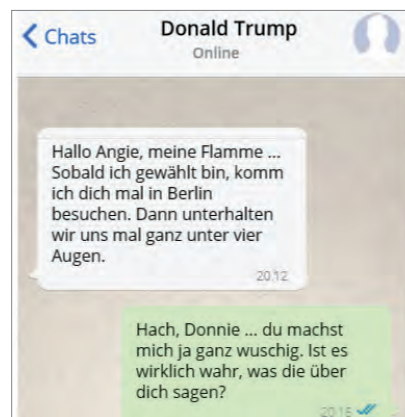 Chats
Donald Trump
Online
Hallo Angie, meine Flamme ...
Sobald ich gewählt bin, komm
ich dich mal in Berlin
besuchen. Dann unterhalten
wir uns mal ganz unter vier
Augen.
20:12
Hach, Donnie ... du machst
mich ja ganz wuschig. Ist es
wirklich wahr, was die über
dich sagen?
20:15